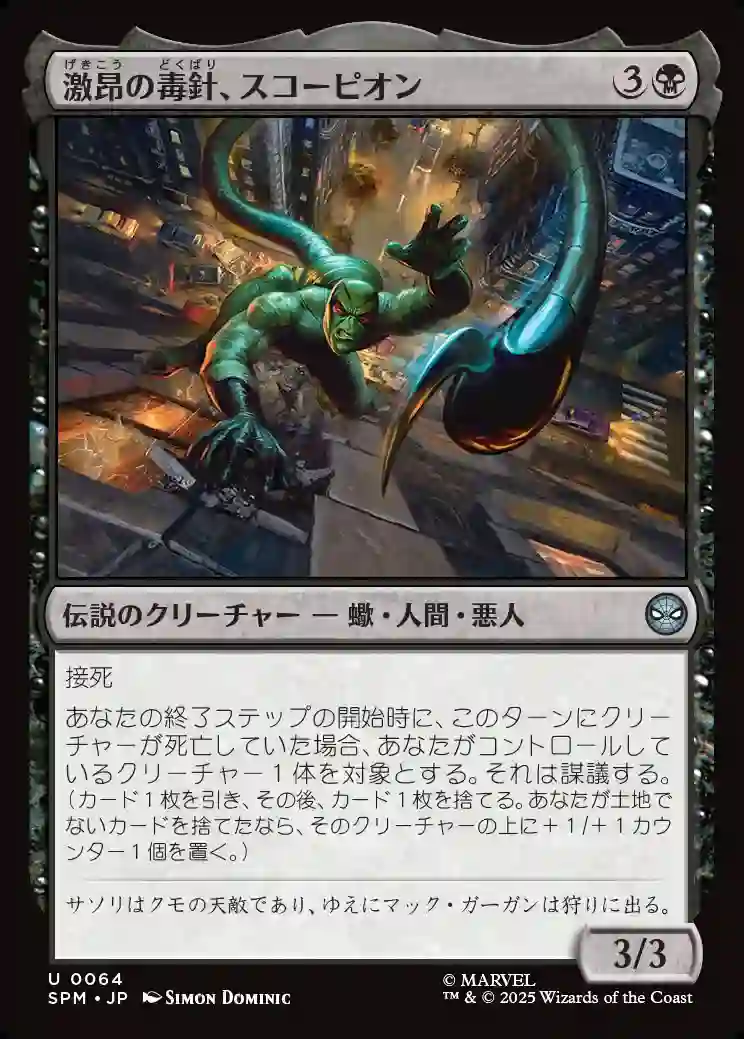 げきこう どくばり
激昂の毒針、スコーピオン
3
伝説のクリーチャー ― 蠍・人間・悪人
接死
あなたの終了ステップの開始時に、このターンにクリー
チャーが死亡していた場合、あなたがコントロールして
いるクリーチャー1体を対象とする。それは謀議する。
（カード1枚を引き、その後、カード1枚を捨てる。あなたが土地で
ないカードを捨てたなら、そのクリーチャーの上に＋1/＋1カウ
ンター1個を置く。）
サソリはクモの天敵であり、ゆえにマック・ガーガンは狩りに出る。
3/3
U 0064
SPM • JP SIMON DOMINIC
© MARVEL
™ & © 2025 Wizards of the Coast